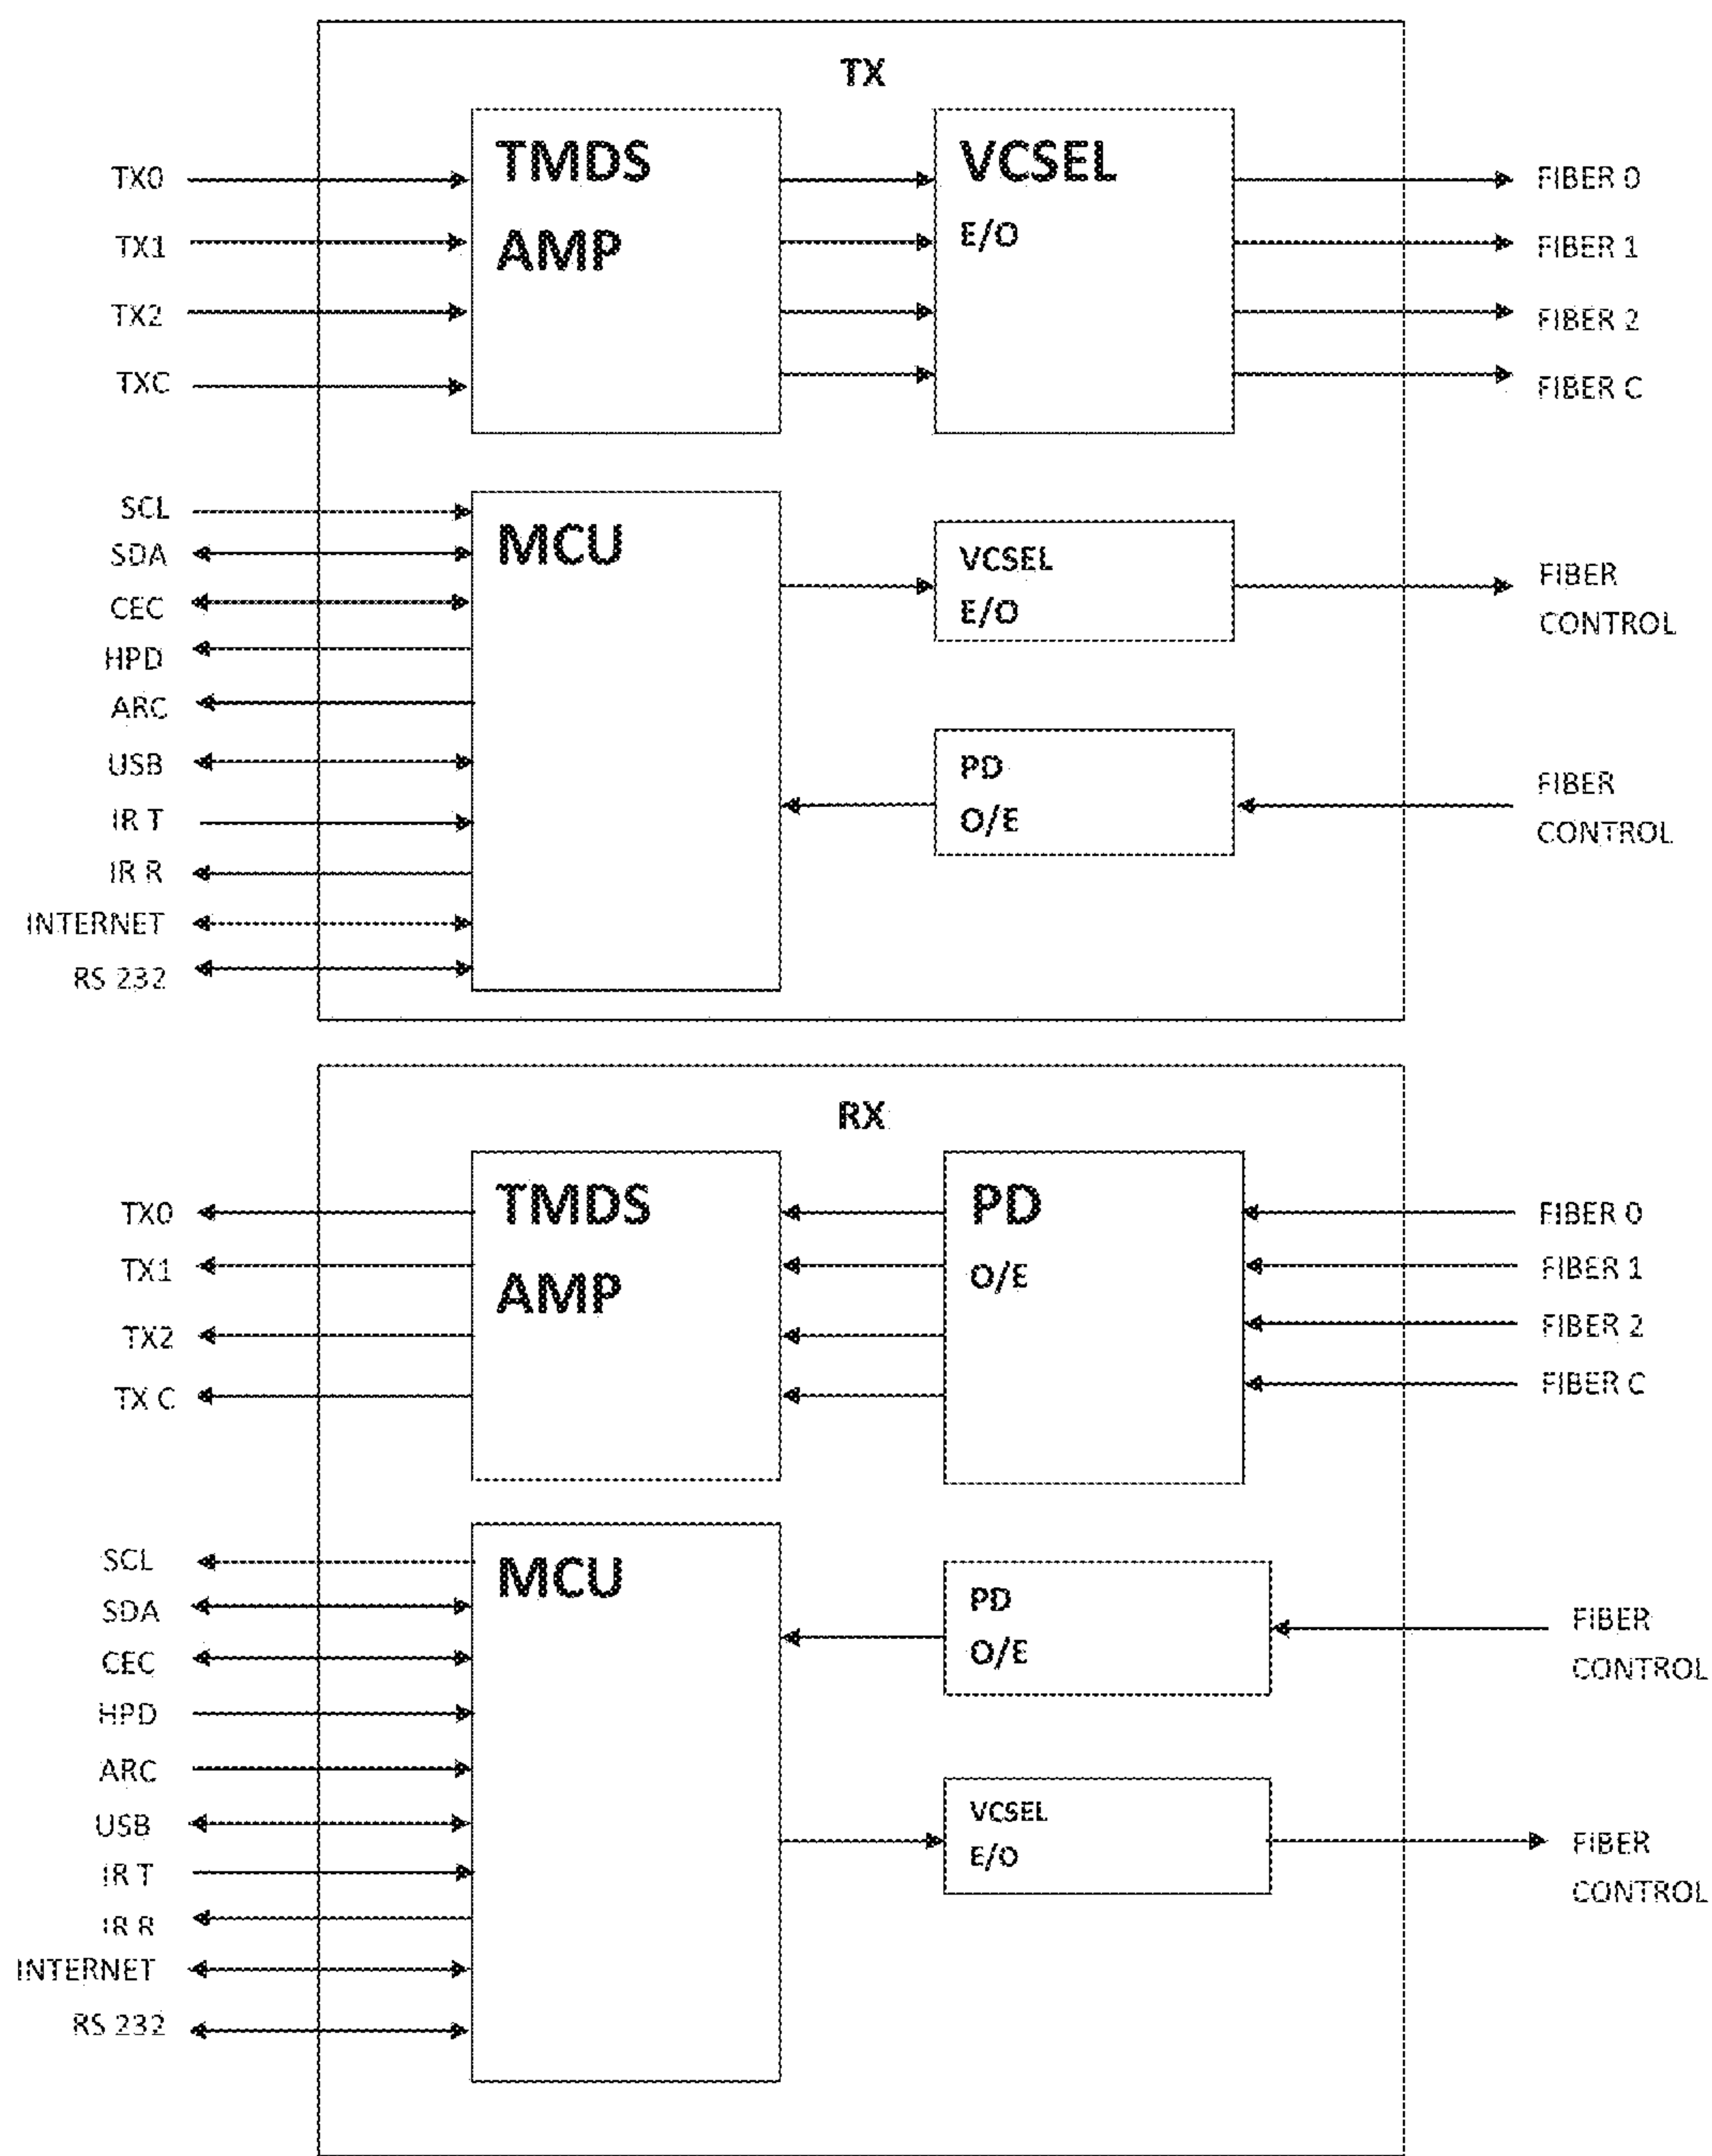 TX
TMDS
AMP
VCSEL
E/O
TX0
TX1
TX2
TXC
FIBER 0
FIBER 1
FIBER 2
FIBER C
SCL
SDA
CEC
HPD
ARC
USB
IR T
IR R
INTERNET
RS 232
MCU
VCSEL
E/O
FIBER
CONTROL
PD
O/E
FIBER
CONTROL
RX
TMDS
AMP
PD
O/E
TX0
TX1
TX2
TX C
FIBER 0
FIBER 1
FIBER 2
FIBER C
SCL
SDA
CEC
HPD
ARC
USB
IR T
IR R
INTERNET
RS 232
MCU
PD
O/E
FIBER
CONTROL
VCSEL
E/O
FIBER
CONTROL